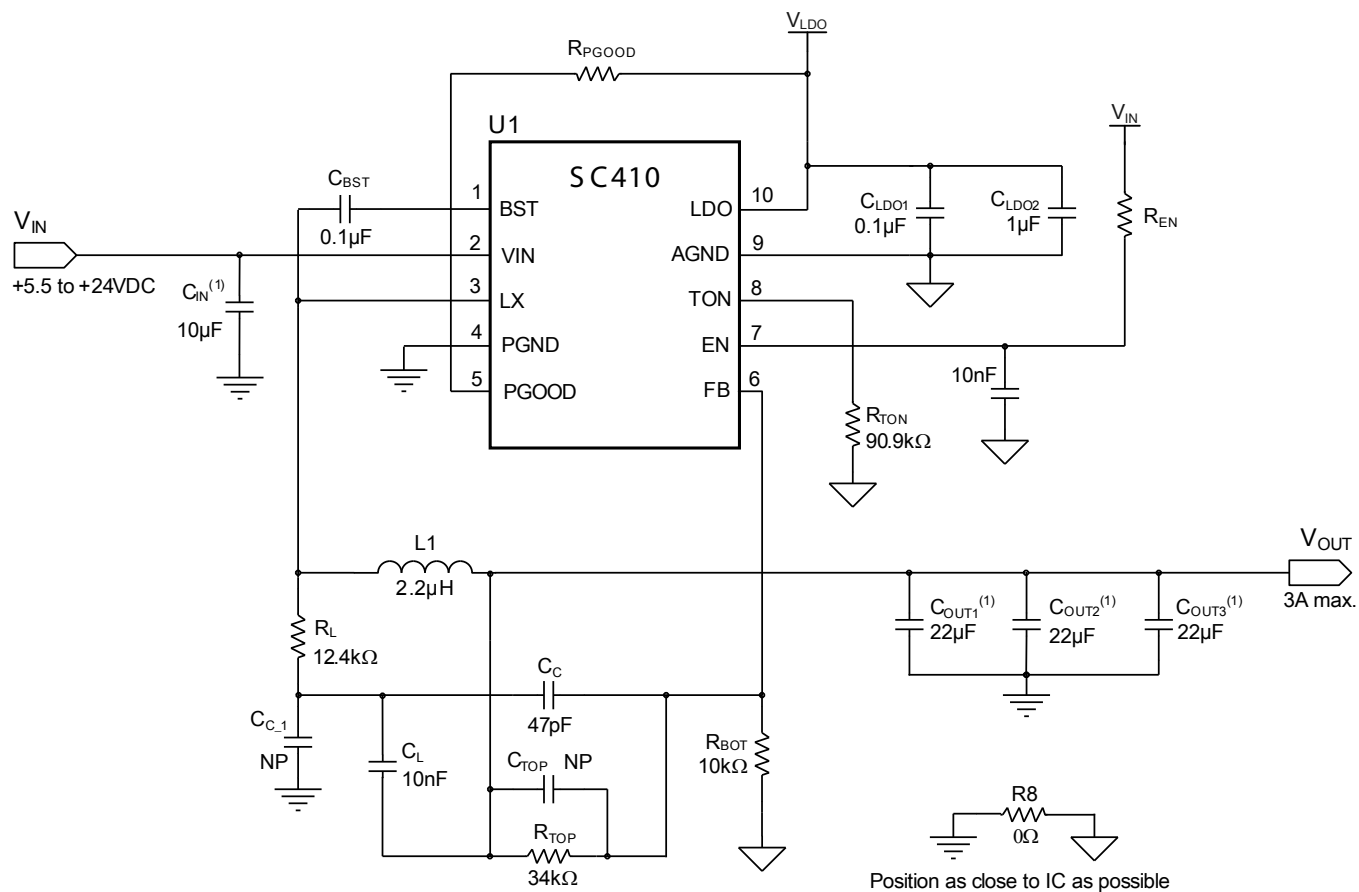 V_LDO
R_PGOOD
V_IN
U1
SC410
C_BST
0.1µF
1
BST
LDO
10
C_LDO1
0.1µF
C_LDO2
1µF
R_EN
V_IN
+5.5 to +24VDC
2
VIN
AGND
9
C_IN(1)
10µF
3
LX
TON
8
4
PGND
EN
7
5
PGOOD
FB
6
10nF
R_TON
90.9kΩ
L1
2.2µH
V_OUT
3A max.
C_OUT1(1)
22µF
C_OUT2(1)
22µF
C_OUT3(1)
22µF
R_L
12.4kΩ
C_C
47pF
C_C_1
NP
C_L
10nF
C_TOP
NP
R_BOT
10kΩ
R_TOP
34kΩ
R8
0Ω
Position as close to IC as possible